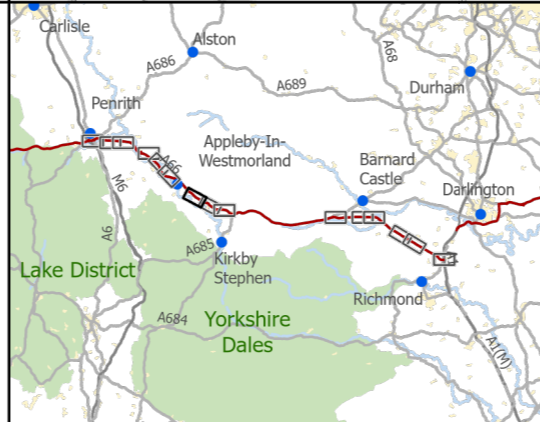 Carlisle
Alston
A68
A686
A689
Durham
Penrith
Appleby-In-
Westmorland
A66
Barnard
Castle
Darlington
M6
A6
A685
Lake District
Kirkby
Stephen
Richmond
A684
Yorkshire
Dales
A1(M)